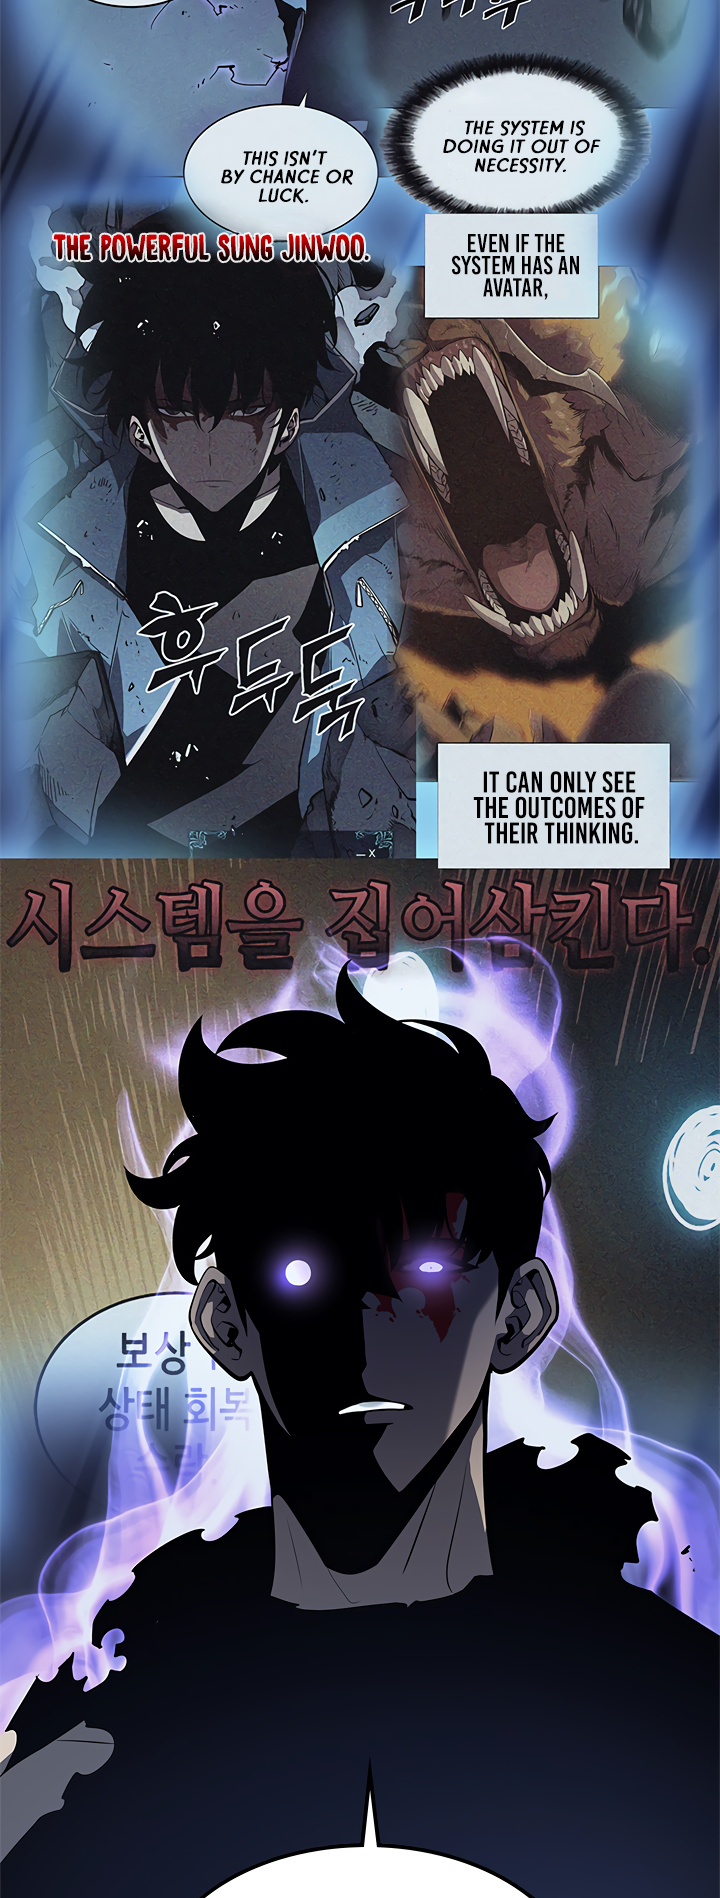 THIS ISN'T
BY CHANCE OR
LUCK.
THE SYSTEM IS
DOING IT OUT OF
NECESSITY.
THE POWERFUL SUNG JINWOO.
EVEN IF THE
SYSTEM HAS AN
AVATAR,
후두둑
IT CAN ONLY SEE
THE OUTCOMES OF
THEIR THINKING.
시스템을 집어삼킨다.
보상
상태 회복